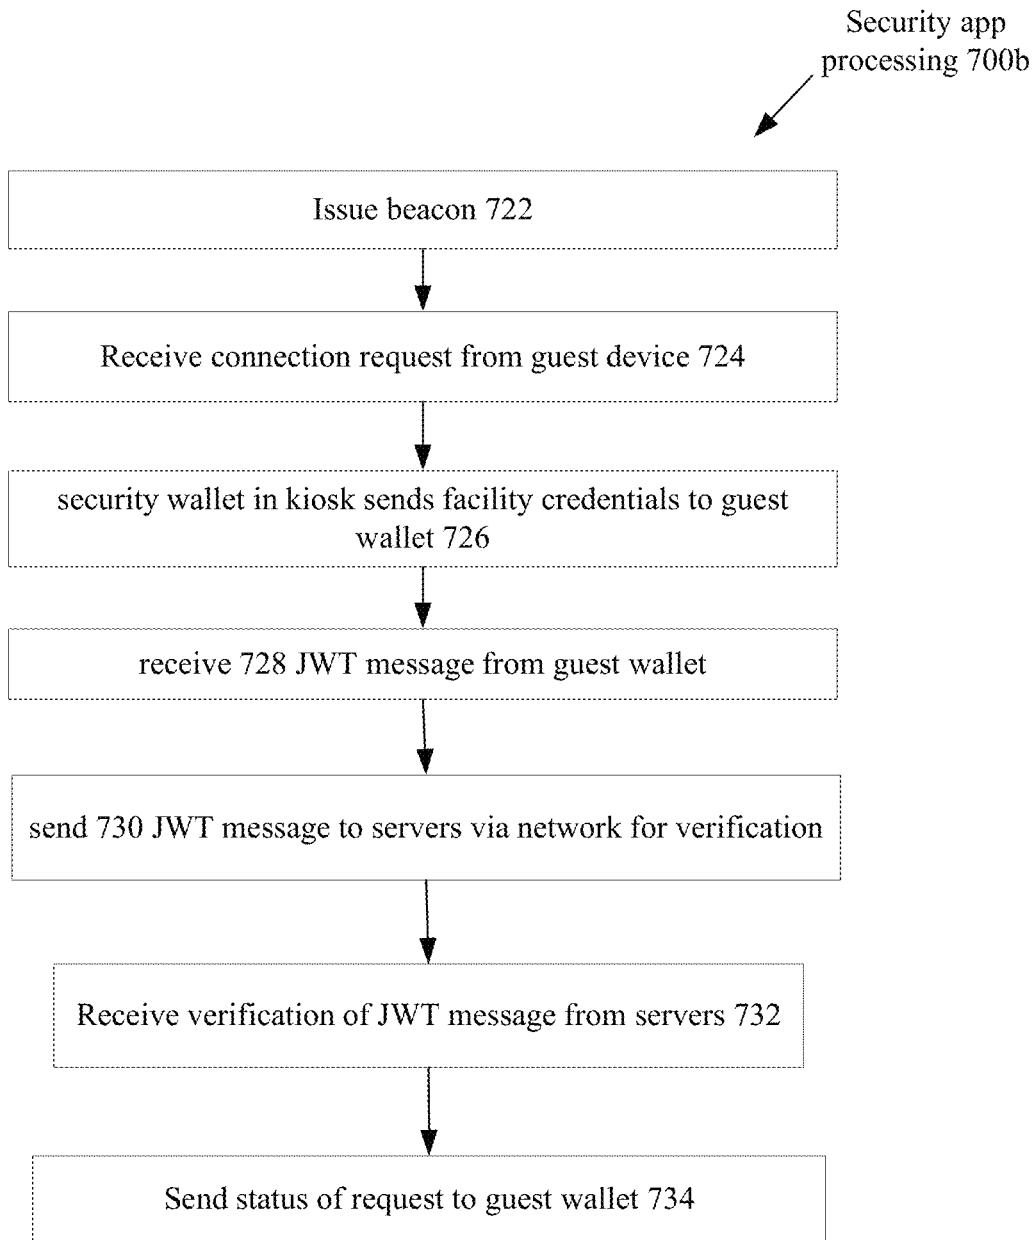 Security app
processing 700b
Issue beacon 722
Receive connection request from guest device 724
security wallet in kiosk sends facility credentials to guest
wallet 726
receive 728 JWT message from guest wallet
send 730 JWT message to servers via network for verification
Receive verification of JWT message from servers 732
Send status of request to guest wallet 734